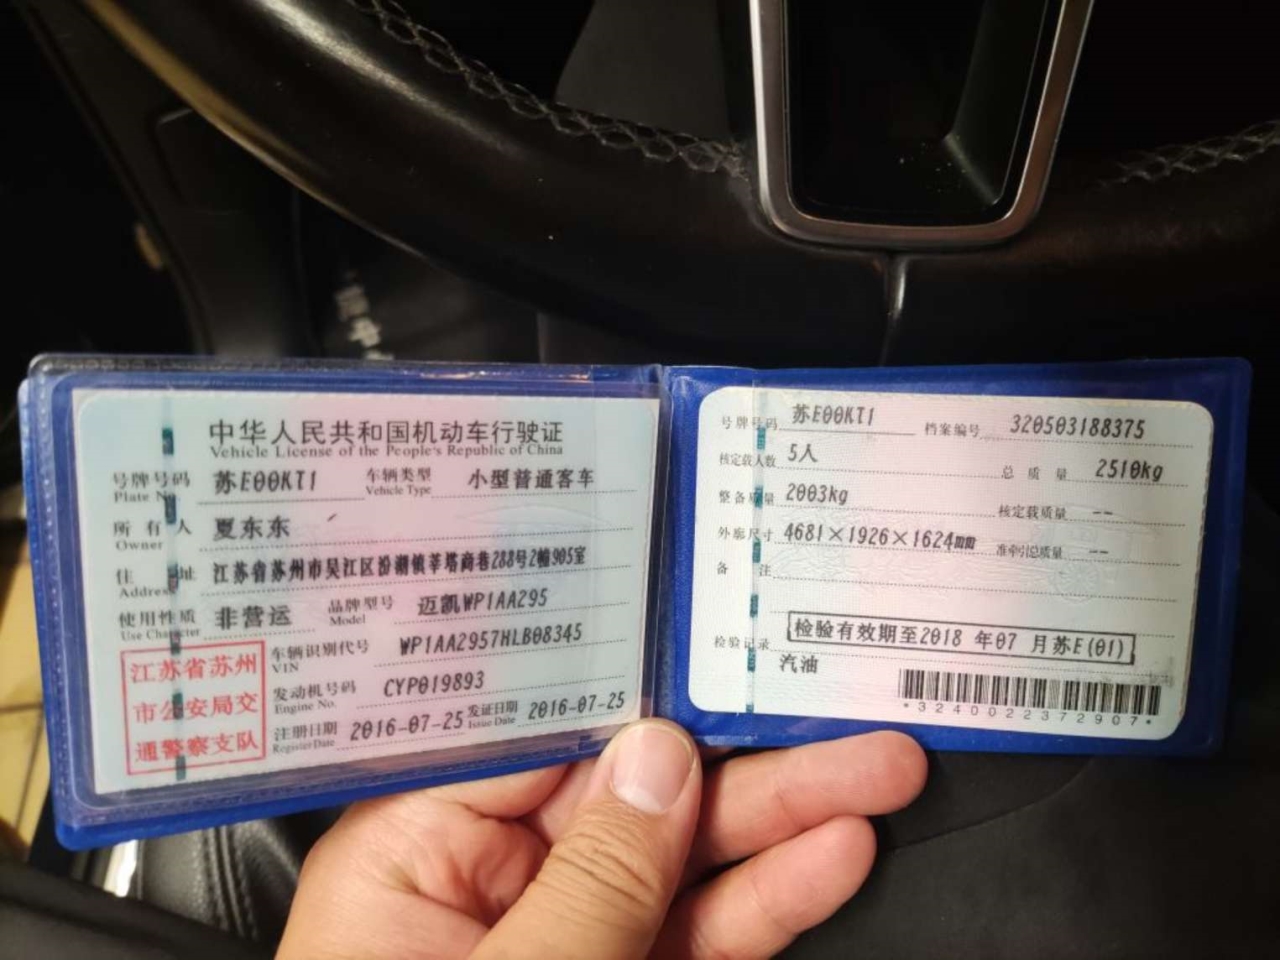 中华人民共和国机动车行驶证
Vehicle License of the People's Republic of China
号牌号码 苏E00KT1 车辆类型 小型普通客车
Plate No. Vehicle Type
所有人 夏东东
Owner
住址 江苏省苏州市吴江区汾湖镇莘塔商巷288号2幢905室
Address
使用性质 非营运 品牌型号 迈凯WP1AA295
Use Character Model
车辆识别代号 WP1AA2957HLB08345
VIN
发动机号码 CYP019893
Engine No.
注册日期 2016-07-25 发证日期 2016-07-25
Register Date Issue Date
江苏省苏州
市公安局交
通警察支队
号牌号码 苏E00KT1 档案编号 320503188375
核定载人数 5人 总质量 2510kg
整备质量 2003kg 核定载质量 --
外廓尺寸 4681×1926×1624mm 准牵引总质量 --
备注
检验记录 检验有效期至2018 年07 月苏E(01)
汽油
*3240022372907*